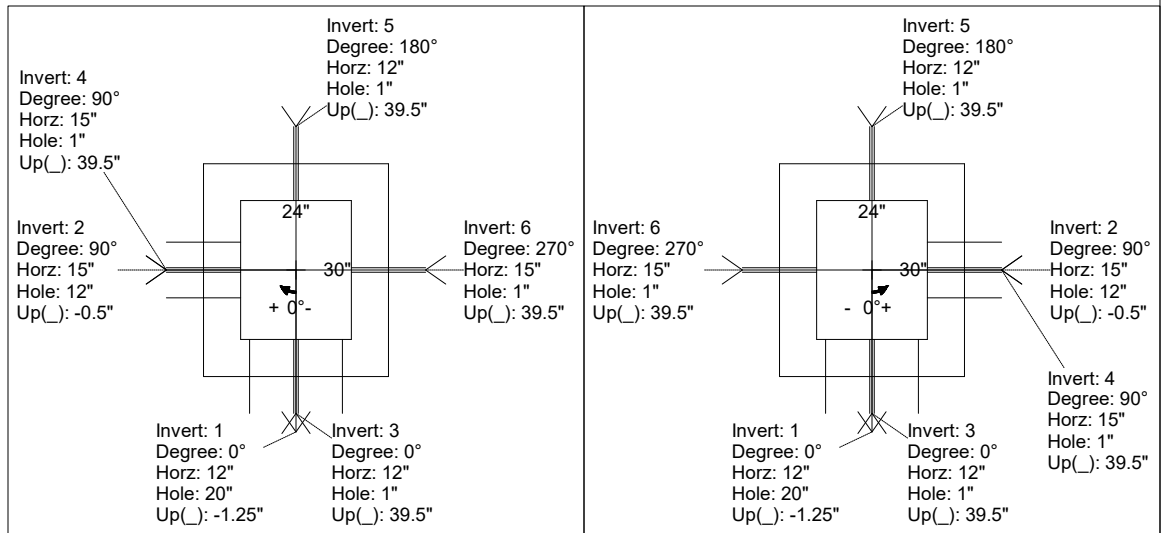 Invert: 5
Degree: 180°
Horz: 12"
Hole: 1"
Up(_): 39.5"
Invert: 4
Degree: 90°
Horz: 15"
Hole: 1"
Up(_): 39.5"
Invert: 2
Degree: 90°
Horz: 15"
Hole: 12"
Up(_): -0.5"
24"
30"
+ 0° -
Invert: 6
Degree: 270°
Horz: 15"
Hole: 1"
Up(_): 39.5"
Invert: 1
Degree: 0°
Horz: 12"
Hole: 20"
Up(_): -1.25"
Invert: 3
Degree: 0°
Horz: 12"
Hole: 1"
Up(_): 39.5"
Invert: 5
Degree: 180°
Horz: 12"
Hole: 1"
Up(_): 39.5"
Invert: 6
Degree: 270°
Horz: 15"
Hole: 1"
Up(_): 39.5"
24"
30"
- 0° +
Invert: 2
Degree: 90°
Horz: 15"
Hole: 12"
Up(_): -0.5"
Invert: 4
Degree: 90°
Horz: 15"
Hole: 1"
Up(_): 39.5"
Invert: 1
Degree: 0°
Horz: 12"
Hole: 20"
Up(_): -1.25"
Invert: 3
Degree: 0°
Horz: 12"
Hole: 1"
Up(_): 39.5"